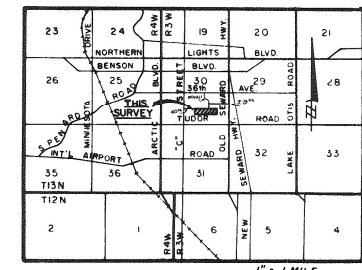 23 24 19 20 21
DRIVE R4W R3W HWY.
NORTHERN LIGHTS BLVD.
BENSON BLVD.
26 25 30 29 28
36th AVE.
ROAD BLVD. STREET ROAD
THIS
SURVEY
40th 39th
MINNESOTA ARCTIC "C" OLD SEWARD OTIS
TUDOR ROAD
SPENARD
INT'L AIRPORT ROAD
HWY LAKE
35 36 31 32 33
T13N
T12N
SEWARD
2 1 6 5 4
R4W R3W NEW
1" = 1 MILE